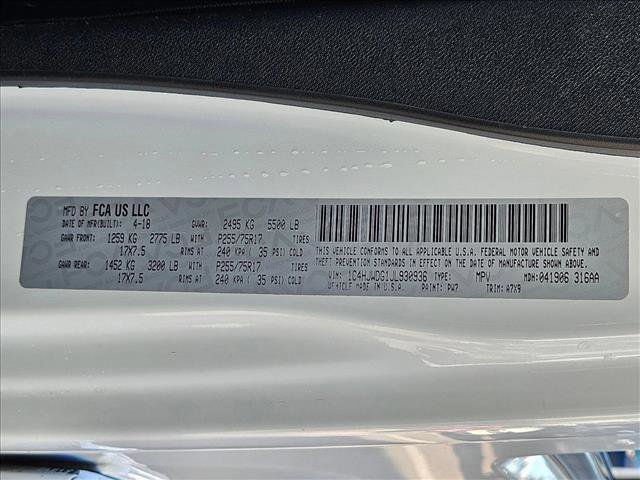 MFD BY FCA US LLC
DATE OF MFR(BUILT): 4-18 GVWR: 2495 KG 5500 LB
GAWR FRONT: 1259 KG 2775 LB WITH P255/75R17 TIRES
17X7.5 RIMS AT 240 KPA ( 35 PSI) COLD
GAWR REAR: 1452 KG 3200 LB WITH P255/75R17 TIRES
17X7.5 RIMS AT 240 KPA ( 35 PSI) COLD
THIS VEHICLE CONFORMS TO ALL APPLICABLE U.S.A. FEDERAL MOTOR VEHICLE SAFETY
AND THEFT PREVENTION STANDARDS IN EFFECT ON THE DATE OF MANUFACTURE SHOWN ABOVE.
VIN: 1C4HJWDG1JL930936 TYPE: MPV MDH:041906 316AA
VEHICLE MADE IN U.S.A. PAINT: PW7 TRIM: A7X9